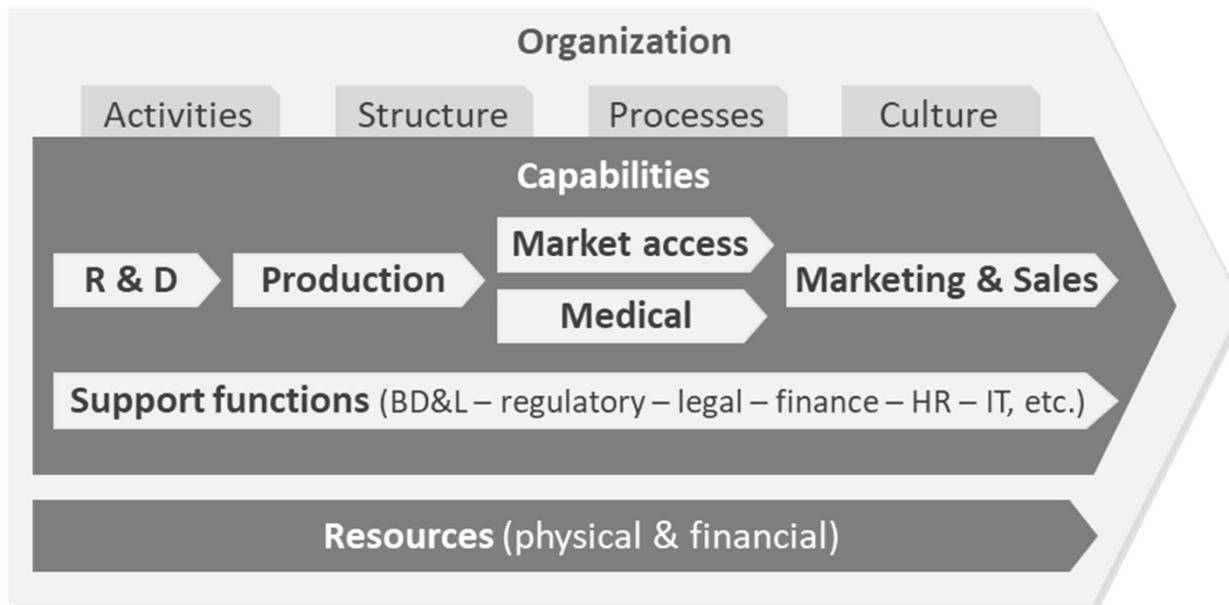 Organization
Activities
Structure
Processes
Culture
Capabilities
R & D
Production
Market access
Medical
Marketing & Sales
Support functions (BD&L – regulatory – legal – finance – HR – IT, etc.)
Resources (physical & financial)